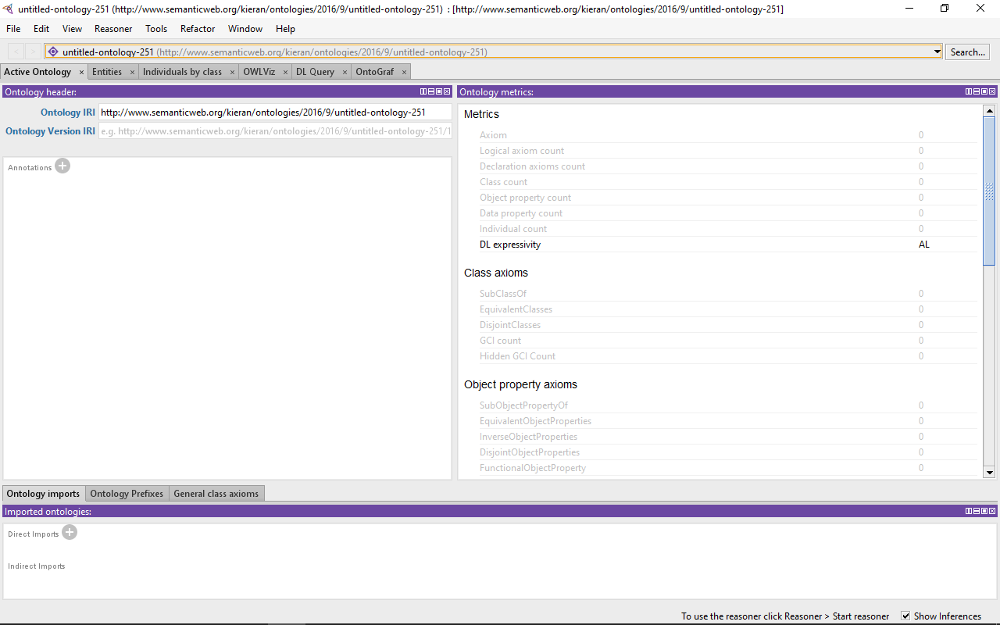 untitled-ontology-251 (http://www.semanticweb.org/kieran/ontologies/2016/9/untitled-ontology-251) : [http://www.semanticweb.org/kieran/ontologies/2016/9/untitled-ontology-251]
File Edit View Reasoner Tools Refactor Window Help
< > untitled-ontology-251 (http://www.semanticweb.org/kieran/ontologies/2016/9/untitled-ontology-251) Search...
Active Ontology × Entities × Individuals by class × OWLViz × DL Query × OntoGraf ×
Ontology header:
Ontology IRI http://www.semanticweb.org/kieran/ontologies/2016/9/untitled-ontology-251
Ontology Version IRI e.g. http://www.semanticweb.org/kieran/ontologies/2016/9/untitled-ontology-251/1
Annotations
Ontology metrics:
Metrics
Axiom 0
Logical axiom count 0
Declaration axioms count 0
Class count 0
Object property count 0
Data property count 0
Individual count 0
DL expressivity AL
Class axioms
SubClassOf 0
EquivalentClasses 0
DisjointClasses 0
GCI count 0
Hidden GCI Count 0
Object property axioms
SubObjectPropertyOf 0
EquivalentObjectProperties 0
InverseObjectProperties 0
DisjointObjectProperties 0
FunctionalObjectProperty 0
Ontology imports Ontology Prefixes General class axioms
Imported ontologies:
Direct Imports
Indirect Imports
To use the reasoner click Reasoner > Start reasoner Show Inferences